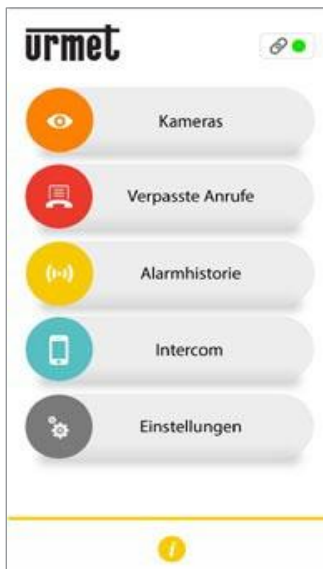 urmet
Kameras
Verpasste Anrufe
Alarmhistorie
Intercom
Einstellungen
i